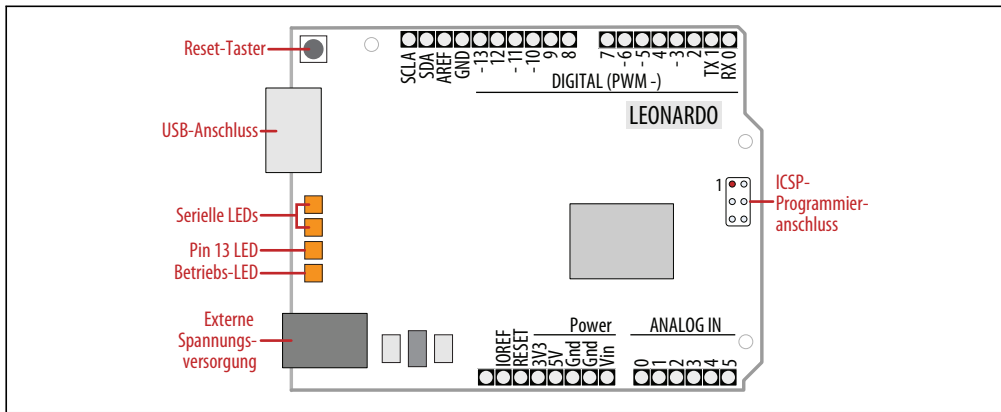 Reset-Taster
USB-Anschluss
Serielle LEDs
Pin 13 LED
Betriebs-LED
Externe
Spannungs-
versorgung
SCLA
SDA
AREF
GND
- 13
12
- 11
- 10
9
8
7
- 6
- 5
4
- 3
2
TX 1
RX 0
DIGITAL (PWM -)
LEONARDO
1
ICSP-
Programmier-
anschluss
Power
ANALOG IN
IOREF
RESET
3V3
5V
Gnd
Gnd
Vin
0
1
2
3
4
5